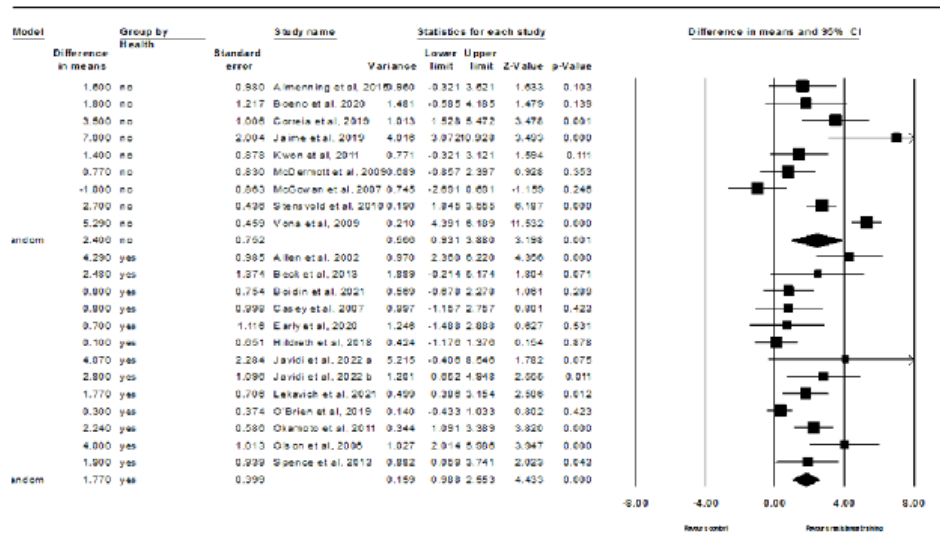 Model Group by Health Study name Statistics for each study Difference in means and 95% CI
Difference in means Standard error Variance Lower limit Upper limit Z-Value p-Value
1.600 no 0.980 Almenning et al, 2015 0.960 -0.321 3.521 1.633 0.103
1.800 no 1.217 Boeno et al. 2020 1.481 -0.585 4.185 1.479 0.139
3.500 no 1.006 Correia et al, 2019 1.013 1.528 5.472 3.478 0.001
7.000 no 2.004 Jaime et al, 2019 4.016 3.072 10.928 3.493 0.000
1.400 no 0.878 Kwon et al, 2011 0.771 -0.321 3.121 1.594 0.111
0.770 no 0.830 McDermott et al, 2009 0.689 -0.857 2.397 0.928 0.353
-1.000 no 0.863 McGowan et al, 2007 0.745 -2.691 0.691 -1.159 0.246
2.700 no 0.436 Stensvold et al, 2010 0.190 1.845 3.555 6.187 0.000
5.290 no 0.459 Vona et al, 2009 0.210 4.391 6.189 11.532 0.000
andom 2.406 no 0.752 0.566 0.931 3.880 3.198 0.001
4.290 yes 0.985 Allen et al. 2002 0.970 2.360 6.220 4.356 0.000
2.480 yes 1.374 Beck et al, 2013 1.889 -0.214 5.174 1.804 0.071
0.800 yes 0.754 Boidin et al. 2021 0.569 -0.678 2.278 1.061 0.289
0.800 yes 0.998 Casey et al. 2007 0.997 -1.157 2.757 0.801 0.423
0.700 yes 1.116 Early et al, 2020 1.246 -1.488 2.888 0.627 0.531
0.100 yes 0.651 Hildreth et al, 2018 0.424 -1.176 1.376 0.154 0.878
4.070 yes 2.284 Javidi et al, 2022 a 5.215 -0.406 8.546 1.782 0.075
2.800 yes 1.096 Javidi et al, 2022 b 1.201 0.652 4.948 2.555 0.011
1.770 yes 0.706 Lekavich et al, 2021 0.499 0.386 3.154 2.506 0.012
0.300 yes 0.374 O'Brien et al, 2019 0.140 -0.433 1.033 0.802 0.423
2.240 yes 0.586 Okamoto et al. 2011 0.344 1.091 3.389 3.820 0.000
4.000 yes 1.013 Olson et al, 2006 1.027 2.014 5.986 3.947 0.000
1.900 yes 0.939 Spence et al, 2013 0.882 0.059 3.741 2.023 0.043
andom 1.770 yes 0.399 0.159 0.988 2.553 4.433 0.000
-8.00 -4.00 0.00 4.00 8.00
Favours control Favours resistance training